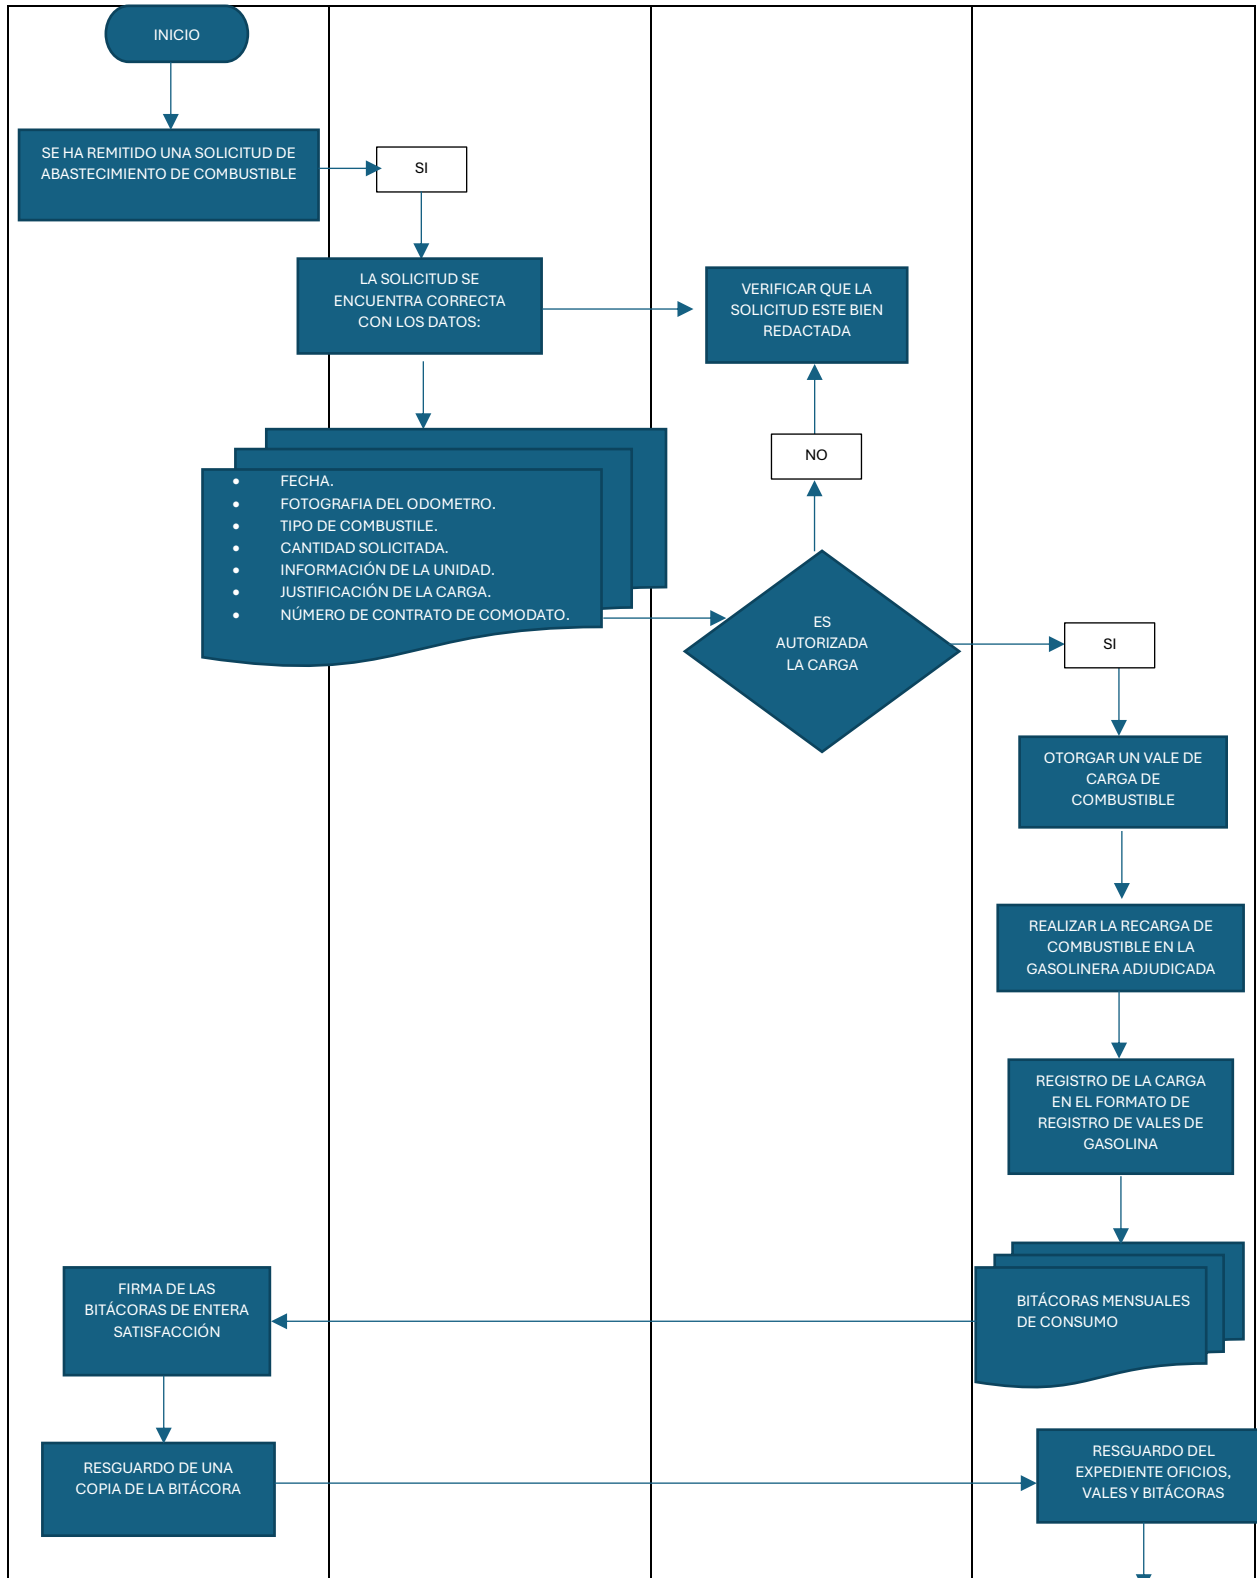 INICIO
SE HA REMITIDO UNA SOLICITUD DE
ABASTECIMIENTO DE COMBUSTIBLE
SI
LA SOLICITUD SE
ENCUENTRA CORRECTA
CON LOS DATOS:
VERIFICAR QUE LA
SOLICITUD ESTE BIEN
REDACTADA
NO
• FECHA.
• FOTOGRAFIA DEL ODOMETRO.
• TIPO DE COMBUSTILE.
• CANTIDAD SOLICITADA.
• INFORMACIÓN DE LA UNIDAD.
• JUSTIFICACIÓN DE LA CARGA.
• NÚMERO DE CONTRATO DE COMODATO.
ES
AUTORIZADA
LA CARGA
SI
OTORGAR UN VALE DE
CARGA DE
COMBUSTIBLE
REALIZAR LA RECARGA DE
COMBUSTIBLE EN LA
GASOLINERA ADJUDICADA
REGISTRO DE LA CARGA
EN EL FORMATO DE
REGISTRO DE VALES DE
GASOLINA
BITÁCORAS MENSUALES
DE CONSUMO
FIRMA DE LAS
BITÁCORAS DE ENTERA
SATISFACCIÓN
RESGUARDO DE UNA
COPIA DE LA BITÁCORA
RESGUARDO DEL
EXPEDIENTE OFICIOS,
VALES Y BITÁCORAS